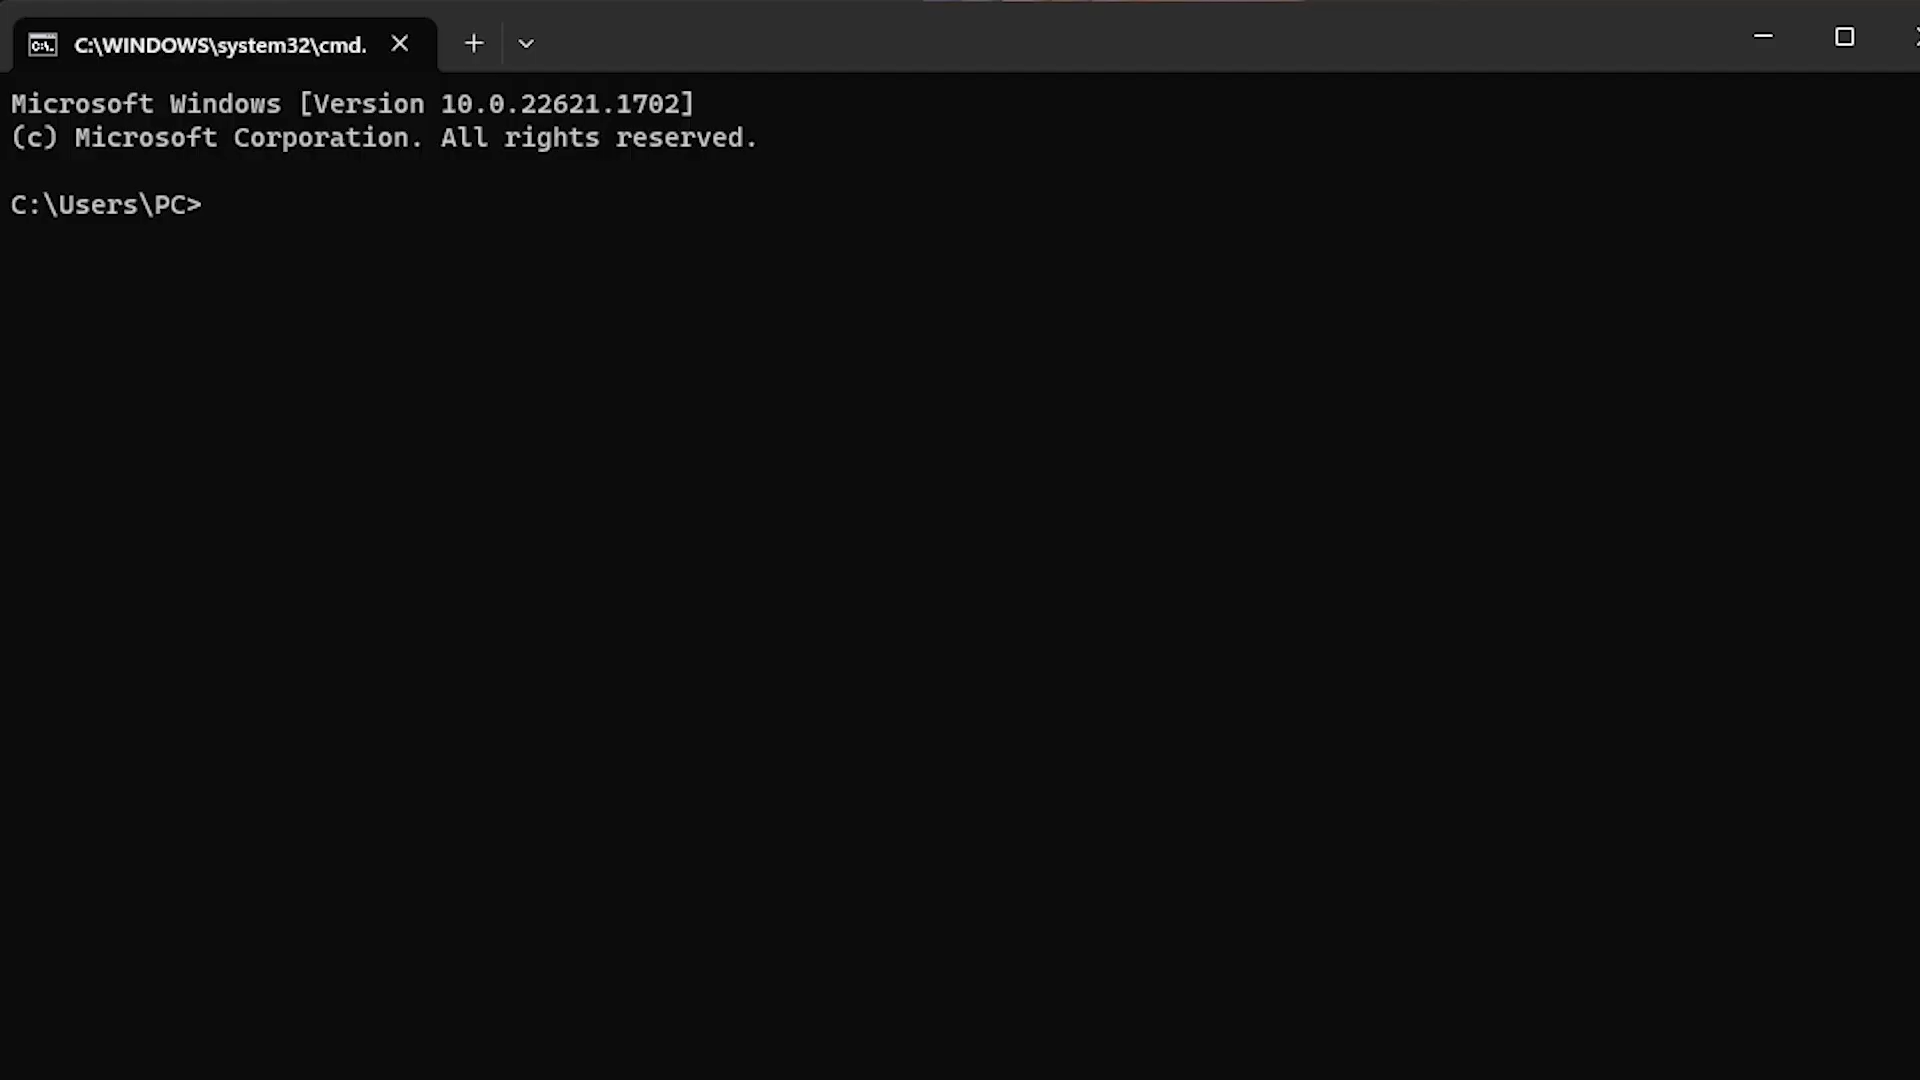 C:\WINDOWS\system32\cmd.
Microsoft Windows [Version 10.0.22621.1702]
(c) Microsoft Corporation. All rights reserved.
C:\Users\PC>